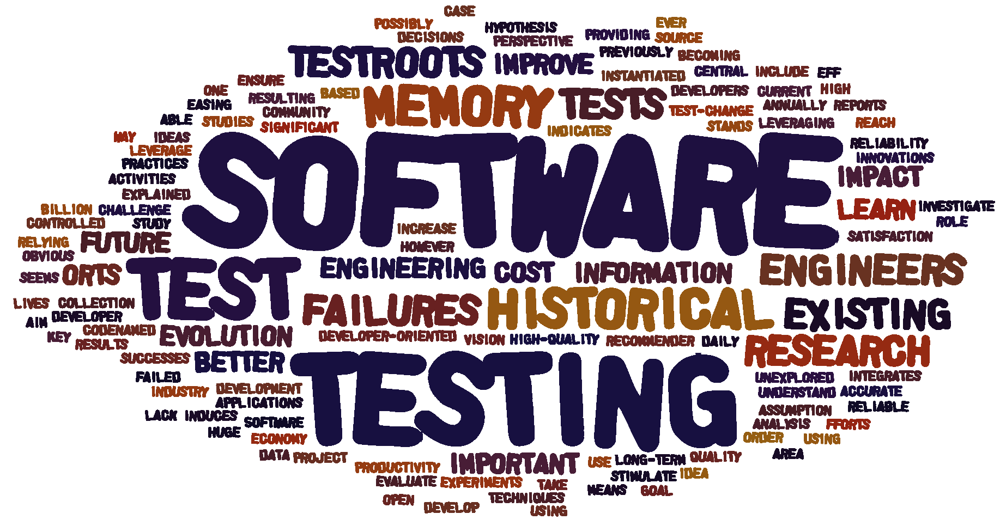 CASE
POSSIBLY
HYPOTHESIS
EVER
DECISIONS
PERSPECTIVE
PROVIDING
SOURCE
TESTROOTS
IMPROVE
PREVIOUSLY
BECOMING
ENSURE
INSTANTIATED
CENTRAL
INCLUDE
EFF
ONE
RESULTING
BASED
MEMORY
TESTS
DEVELOPERS
CURRENT
HIGH
EASING
COMMUNITY
TEST-CHANGE
ANNUALLY
REPORTS
ABLE
STUDIES
SIGNIFICANT
INDICATES
STANDS
LEVERAGING
REACH
MAY
IDEAS
LEVERAGE
PRACTICES
ACTIVITIES
EXPLAINED
SOFTWARE
RELIABILITY
INNOVATIONS
IMPACT
BILLION
CHALLENGE
LEARN
INVESTIGATE
CONTROLLED
STUDY
INCREASE
ROLE
RELYING
FUTURE
HOWEVER
SATISFACTION
OBVIOUS
SEEMS
ORTS
TEST
ENGINEERING
COST
INFORMATION
ENGINEERS
LIVES
COLLECTION
FAILURES
HISTORICAL
EXISTING
AIM
DEVELOPER
KEY
CODENAMED
EVOLUTION
DEVELOPER-ORIENTED
VISION
HIGH-QUALITY
RECOMMENDER
DAILY
RESEARCH
RESULTS
SUCCESSES
BETTER
TESTING
FAILED
UNEXPLORED
INTEGRATES
INDUSTRY
DEVELOPMENT
UNDERSTAND
ACCURATE
APPLICATIONS
ASSUMPTION
RELIABLE
LACK
INDUCES
SOFTWARE
ANALYSIS
FFORTS
HUGE
ECONOMY
ORDER
USING
DATA
PROJECT
IMPORTANT
USE
LONG-TERM
QUALITY
AREA
PRODUCTIVITY
STIMULATE
IDEA
EVALUATE
EXPERIMENTS
TAKE
MEANS
GOAL
OPEN
TECHNIQUES
DEVELOP
USING